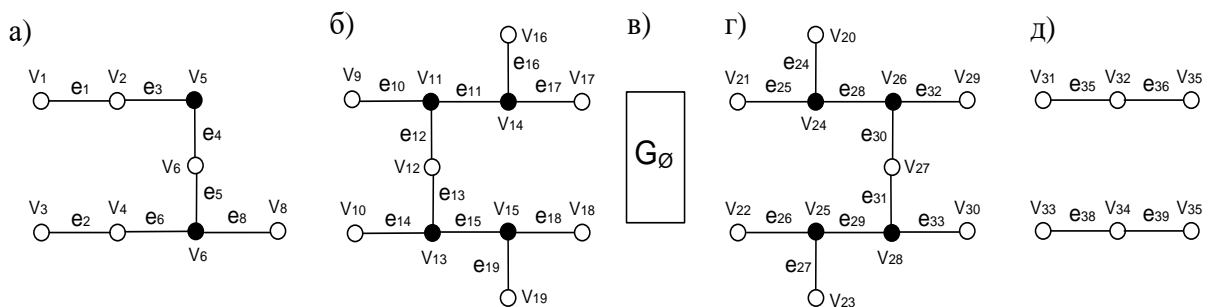 а)
V1 e1 V2 e3 V5
e4
V6
e5
V3 e2 V4 e6 V6 e8 V8
б)
V16
e16
V9 e10 V11 e11 V14 e17 V17
e12
V12
e13
V10 e14 V13 e15 V15 e18 V18
e19
V19
в)
GØ
г)
V20
e24
V21 e25 V24 e28 V26 e32 V29
e30
V27
e31
V22 e26 V25 e29 V28 e33 V30
e27
V23
д)
V31 e35 V32 e36 V35
V33 e38 V34 e39 V35